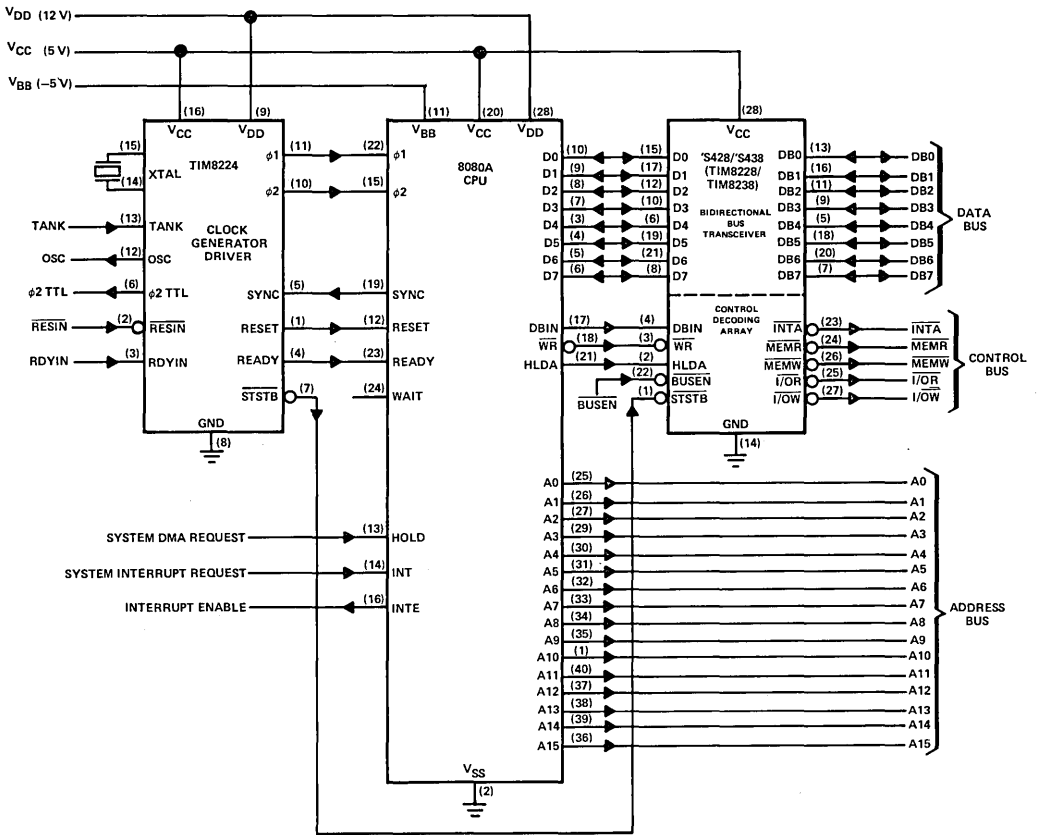 VDD (12 V)
VCC (5 V)
VBB (−5 V)
(16) (9)
VCC VDD
TIM8224
(15)
XTAL
(14)
TANK (13) TANK
CLOCK
GENERATOR
DRIVER
OSC (12) OSC
ϕ2 TTL (6) ϕ2 TTL
RESIN (2) RESIN
RDYIN (3) RDYIN
ϕ1 (11)
ϕ2 (10)
SYNC (5)
RESET (1)
READY (4)
STSTB (7)
GND
(8)
(11) (20) (28)
VBB VCC VDD
8080A
CPU
(22) ϕ1
(15) ϕ2
(19) SYNC
(12) RESET
(23) READY
(24) WAIT
SYSTEM DMA REQUEST (13) HOLD
SYSTEM INTERRUPT REQUEST (14) INT
INTERRUPT ENABLE (16) INTE
VSS
(2)
(28)
VCC
'S428/'S438
(TIM8228/
TIM8238)
BIDIRECTIONAL
BUS
TRANSCEIVER
D0 (10) (15) D0 DB0 (13) DB0
D1 (9) (17) D1 DB1 (16) DB1
D2 (8) (12) D2 DB2 (11) DB2
D3 (7) (10) D3 DB3 (9) DB3
D4 (3) (6) D4 DB4 (5) DB4
D5 (4) (19) D5 DB5 (18) DB5
D6 (5) (21) D6 DB6 (20) DB6
D7 (6) (8) D7 DB7 (7) DB7
DATA
BUS
CONTROL
DECODING
ARRAY
DBIN (17) (4) DBIN
WR (18) (3) WR
HLDA (21) (2) HLDA
BUSEN (22) BUSEN
(1) STSTB
INTA (23) INTA
MEMR (24) MEMR
MEMW (26) MEMW
I/OR (25) I/OR
I/OW (27) I/OW
CONTROL
BUS
GND
(14)
A0 (25) A0
A1 (26) A1
A2 (27) A2
A3 (29) A3
A4 (30) A4
A5 (31) A5
A6 (32) A6
A7 (33) A7
A8 (34) A8
A9 (35) A9
A10 (1) A10
A11 (40) A11
A12 (37) A12
A13 (38) A13
A14 (39) A14
A15 (36) A15
ADDRESS
BUS